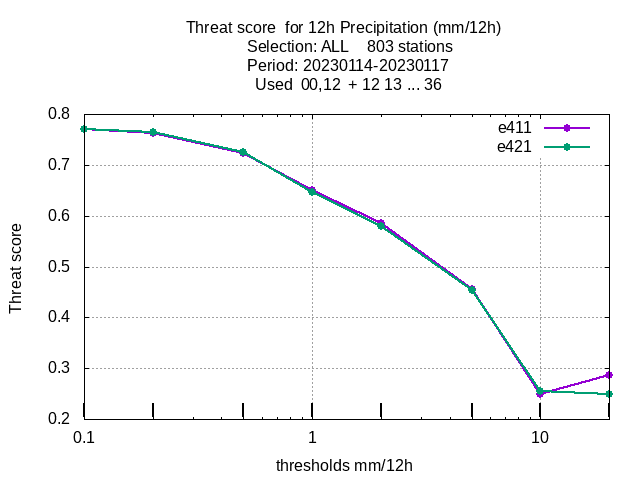 Threat score  for 12h Precipitation (mm/12h)
Selection: ALL    803 stations
Period: 20230114-20230117
Used  00,12  + 12 13 ... 36
e411
e421
0.8
0.7
0.6
0.5
0.4
0.3
0.2
Threat score
0.1 1 10
thresholds mm/12h